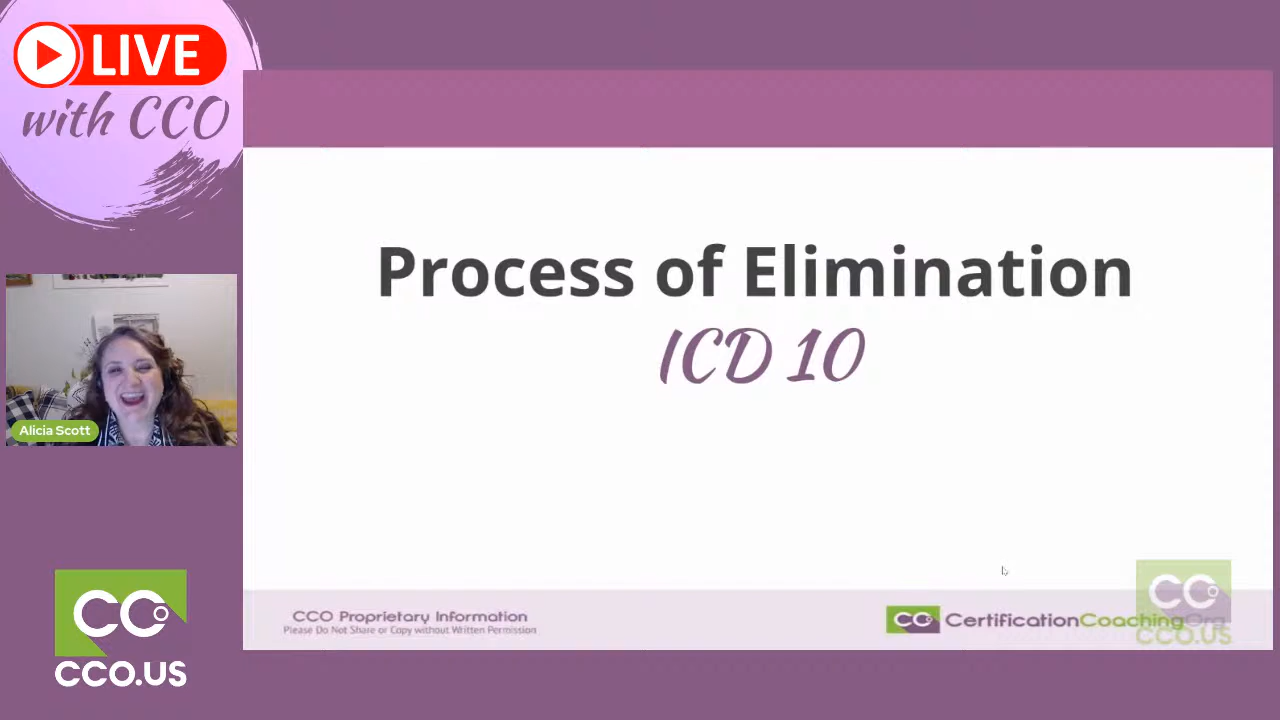 LIVE
with CCO
Process of Elimination
ICD 10
Alicia Scott
CCO Proprietary Information
Please Do Not Share or Copy without Written Permission
CCO CertificationCoachingOrg
CCO
CCO.US
CCO
CCO.US